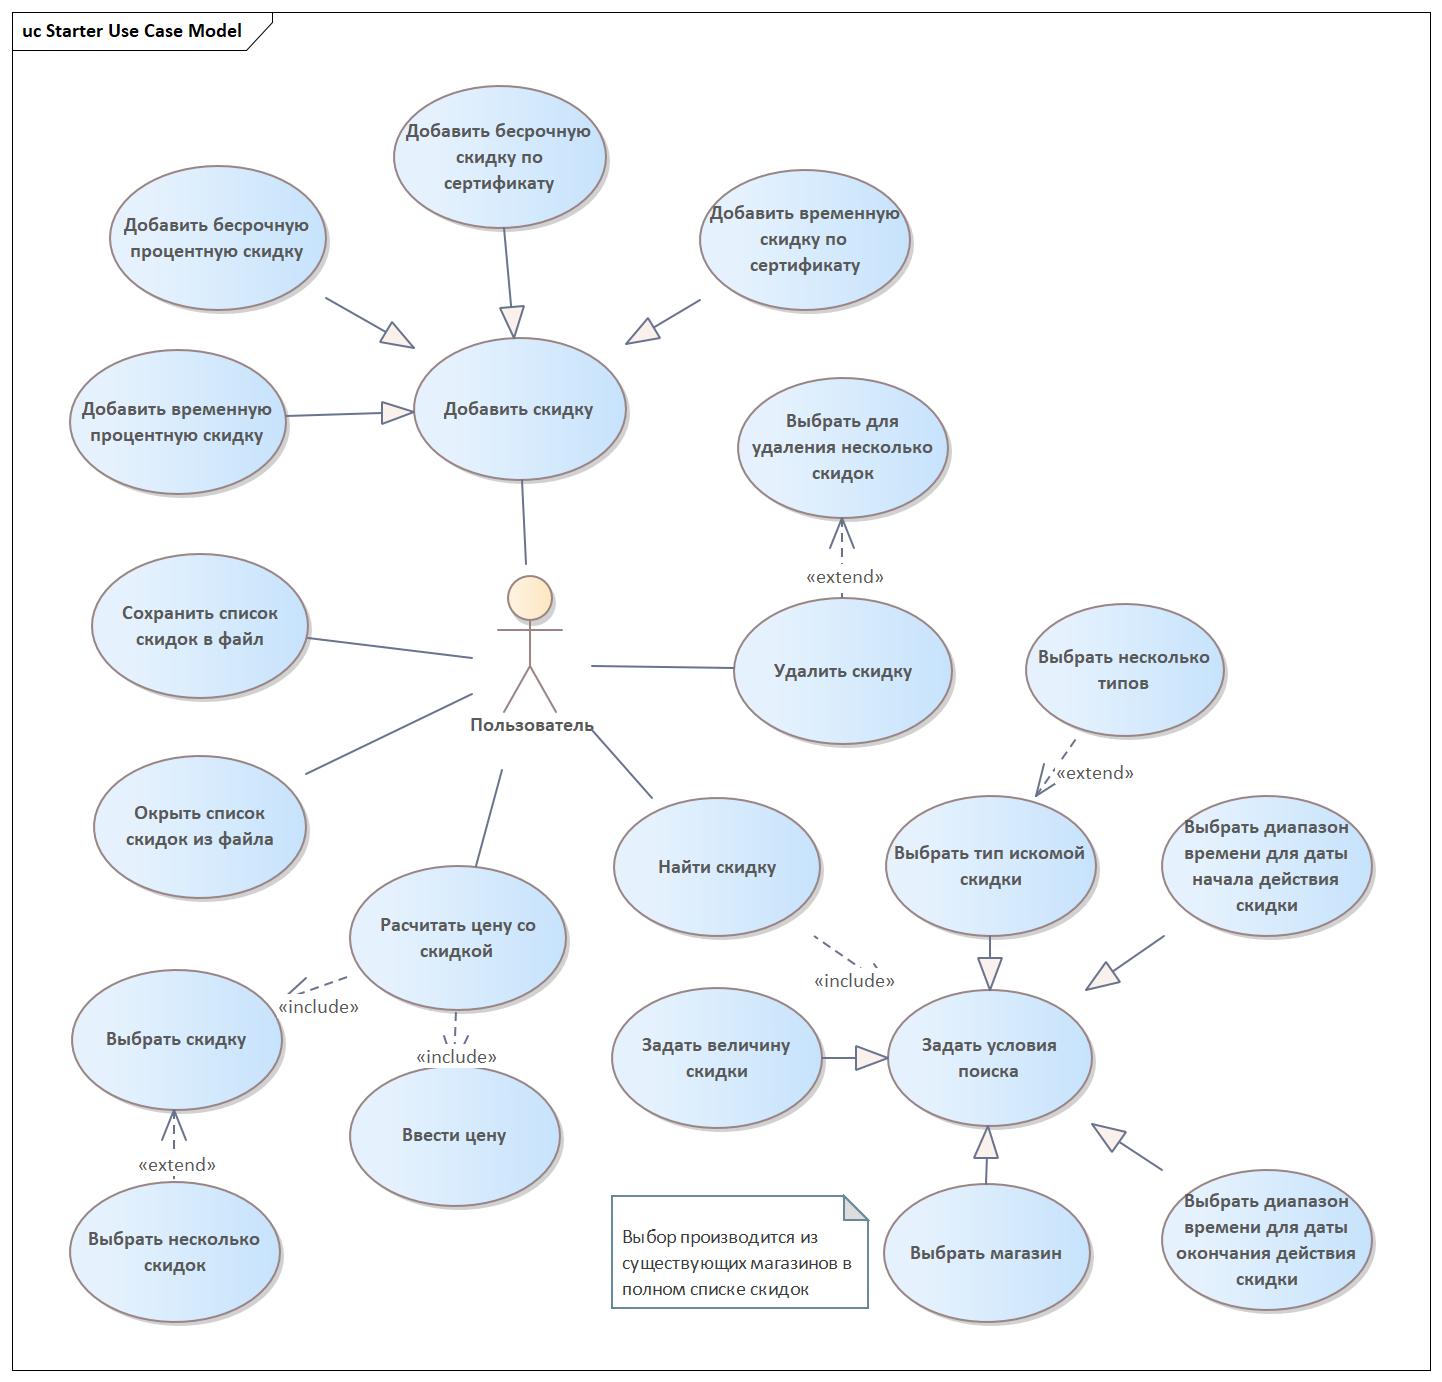 uc Starter Use Case Model
Добавить бесрочную
скидку по
сертификату
Добавить бесрочную
процентную скидку
Добавить временную
скидку по
сертификату
Добавить временную
процентную скидку
Добавить скидку
Выбрать для
удаления несколько
скидок
«extend»
Сохранить список
скидок в файл
Удалить скидку
Выбрать несколько
типов
Пользователь
«extend»
Окрыть список
скидок из файла
Найти скидку
Выбрать тип искомой
скидки
Выбрать диапазон
времени для даты
начала действия
скидки
Расчитать цену со
скидкой
«include»
«include»
Выбрать скидку
«include»
Задать величину
скидки
Задать условия
поиска
Ввести цену
«extend»
Выбрать несколько
скидок
Выбор производится из
существующих магазинов в
полном списке скидок
Выбрать магазин
Выбрать диапазон
времени для даты
окончания действия
скидки